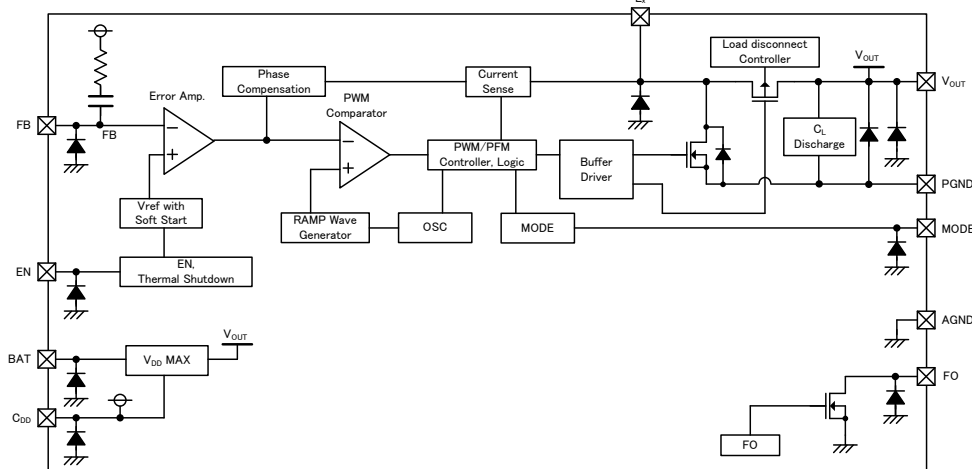 Lx
Load disconnect
Controller
Phase
Compensation
Current
Sense
VOUT
VOUT
Error Amp.
PWM
Comparator
FB
FB
CL
Discharge
PWM/PFM
Controller, Logic
Buffer
Driver
PGND
Vref with
Soft Start
RAMP Wave
Generator
OSC
MODE
MODE
EN
EN,
Thermal Shutdown
AGND
VOUT
BAT
VDD MAX
FO
CDD
FO